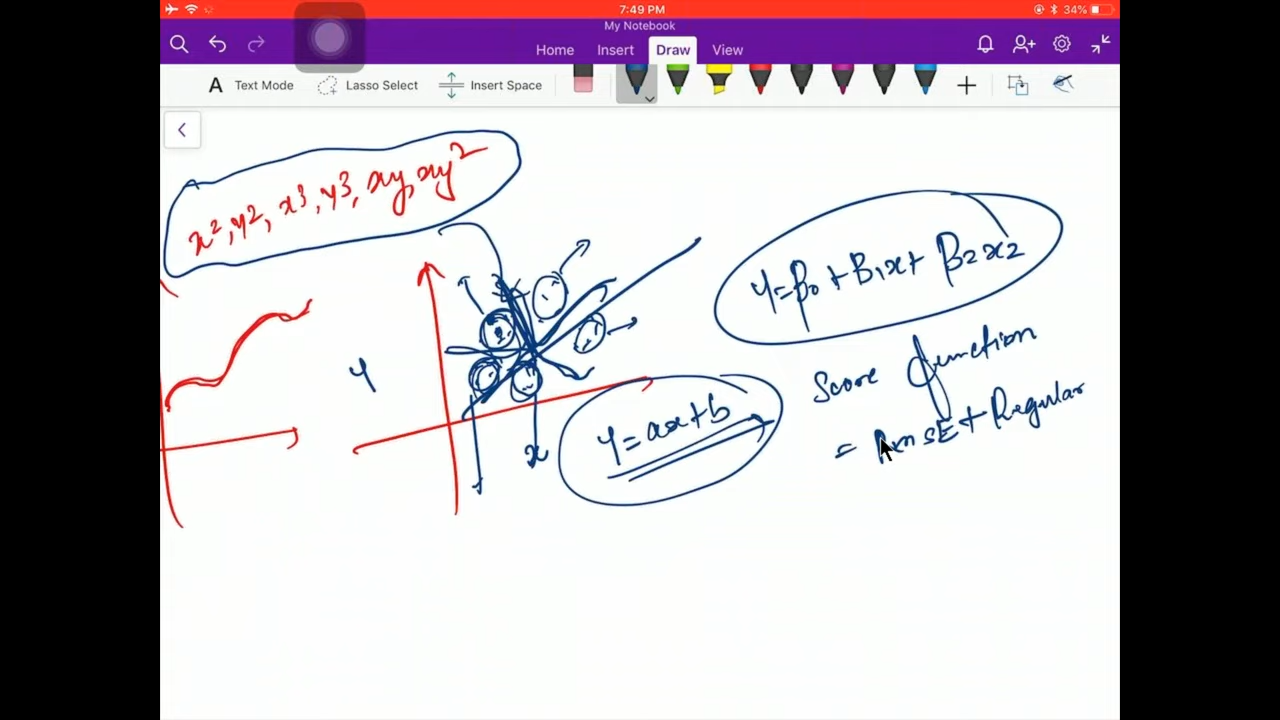 7:49 PM
34%
My Notebook
Home Insert Draw View
Text Mode Lasso Select Insert Space
x², y², x³, y³, xy, xy²
Y=β₀+B₁x+β₂x₂
Y
Score function
= RmSE+Regular
Y=ax+b
x